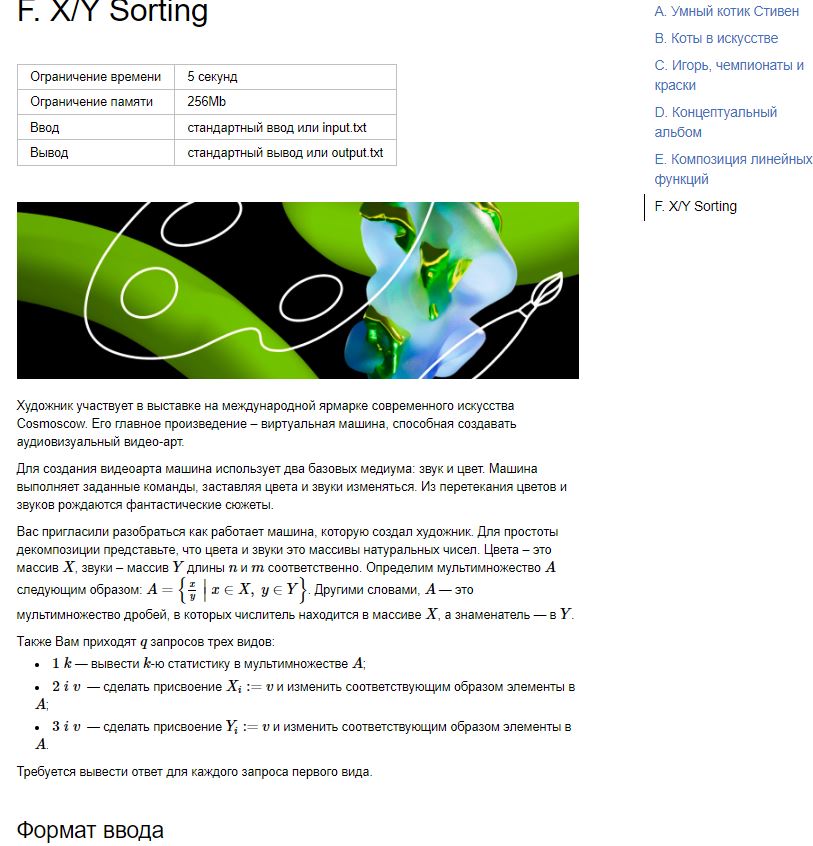 F. X/Y Sorting
Ограничение времени 5 секунд
Ограничение памяти 256Mb
Ввод стандартный ввод или input.txt
Вывод стандартный вывод или output.txt
Художник участвует в выставке на международной ярмарке современного искусства
Cosmoscow. Его главное произведение – виртуальная машина, способная создавать
аудиовизуальный видео-арт.
Для создания видеоарта машина использует два базовых медиума: звук и цвет. Машина
выполняет заданные команды, заставляя цвета и звуки изменяться. Из перетекания цветов и
звуков рождаются фантастические сюжеты.
Вас пригласили разобраться как работает машина, которую создал художник. Для простоты
декомпозиции представьте, что цвета и звуки это массивы натуральных чисел. Цвета – это
массив X, звуки – массив Y длины n и m соответственно. Определим мультимножество A
следующим образом: A = {x/y | x ∈ X, y ∈ Y}. Другими словами, A — это
мультимножество дробей, в которых числитель находится в массиве X, а знаменатель — в Y.
Также Вам приходят q запросов трех видов:
• 1 k — вывести k-ю статистику в мультимножестве A;
• 2 i v — сделать присвоение Xᵢ := v и изменить соответствующим образом элементы в
A;
• 3 i v — сделать присвоение Yᵢ := v и изменить соответствующим образом элементы в
A.
Требуется вывести ответ для каждого запроса первого вида.
Формат ввода
A. Умный котик Стивен
B. Коты в искусстве
C. Игорь, чемпионаты и
краски
D. Концептуальный
альбом
E. Композиция линейных
функций
F. X/Y Sorting